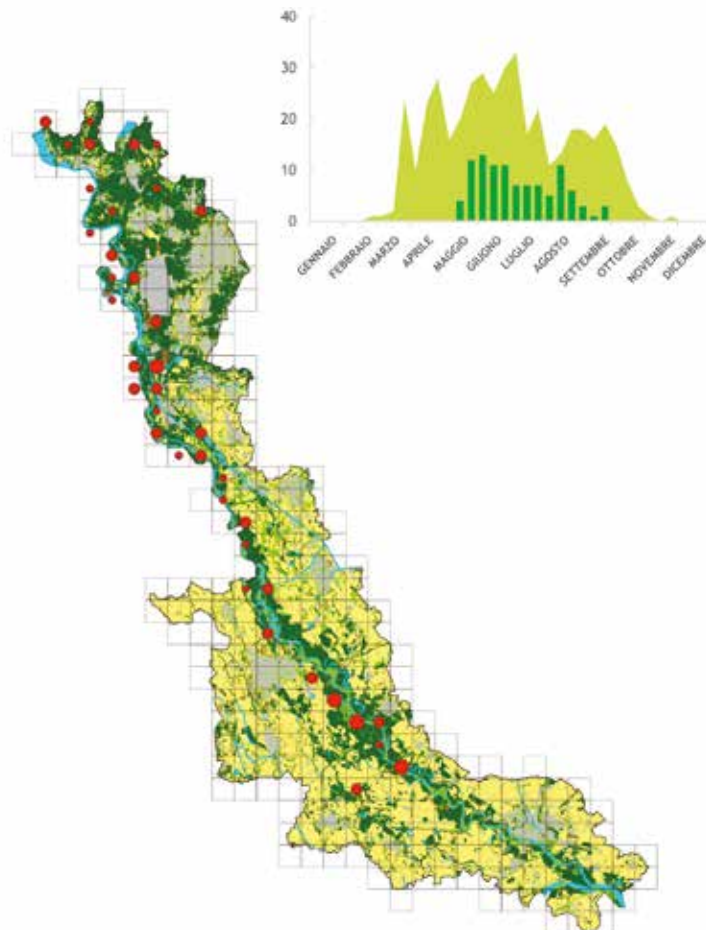 40
30
20
10
0
GENNAIO
FEBBRAIO
MARZO
APRILE
MAGGIO
GIUGNO
LUGLIO
AGOSTO
SETTEMBRE
OTTOBRE
NOVEMBRE
DICEMBRE